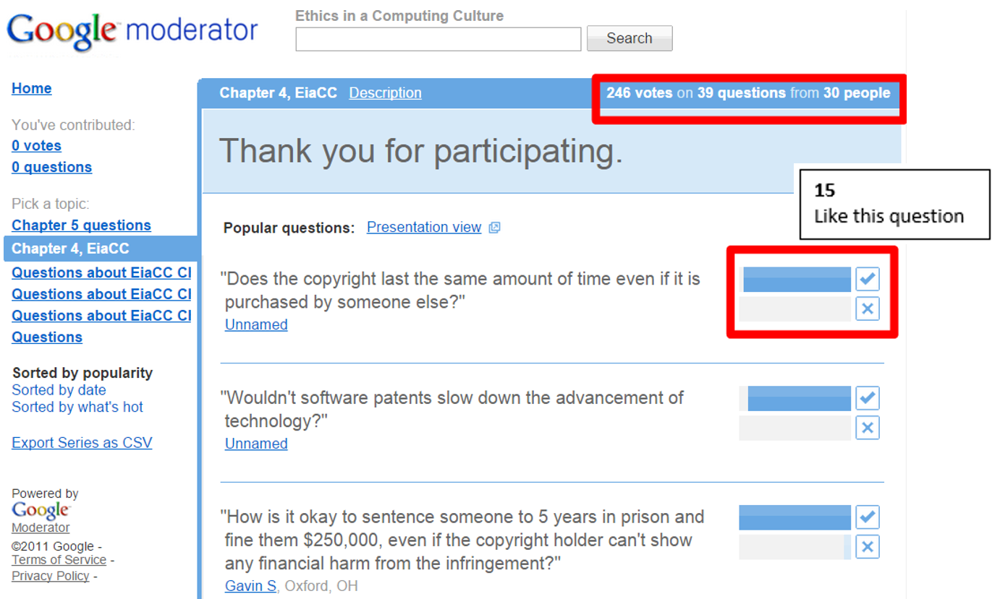 Google moderator
Ethics in a Computing Culture
Search
Home
You've contributed:
0 votes
0 questions
Pick a topic:
Chapter 5 questions
Chapter 4, EiaCC
Questions about EiaCC Cl
Questions about EiaCC Cl
Questions about EiaCC Cl
Questions
Sorted by popularity
Sorted by date
Sorted by what's hot
Export Series as CSV
Powered by
Google
Moderator
©2011 Google -
Terms of Service -
Privacy Policy -
Chapter 4, EiaCC Description
246 votes on 39 questions from 30 people
Thank you for participating.
15
Like this question
Popular questions: Presentation view
"Does the copyright last the same amount of time even if it is
purchased by someone else?"
Unnamed
"Wouldn't software patents slow down the advancement of
technology?"
Unnamed
"How is it okay to sentence someone to 5 years in prison and
fine them $250,000, even if the copyright holder can't show
any financial harm from the infringement?"
Gavin S, Oxford, OH